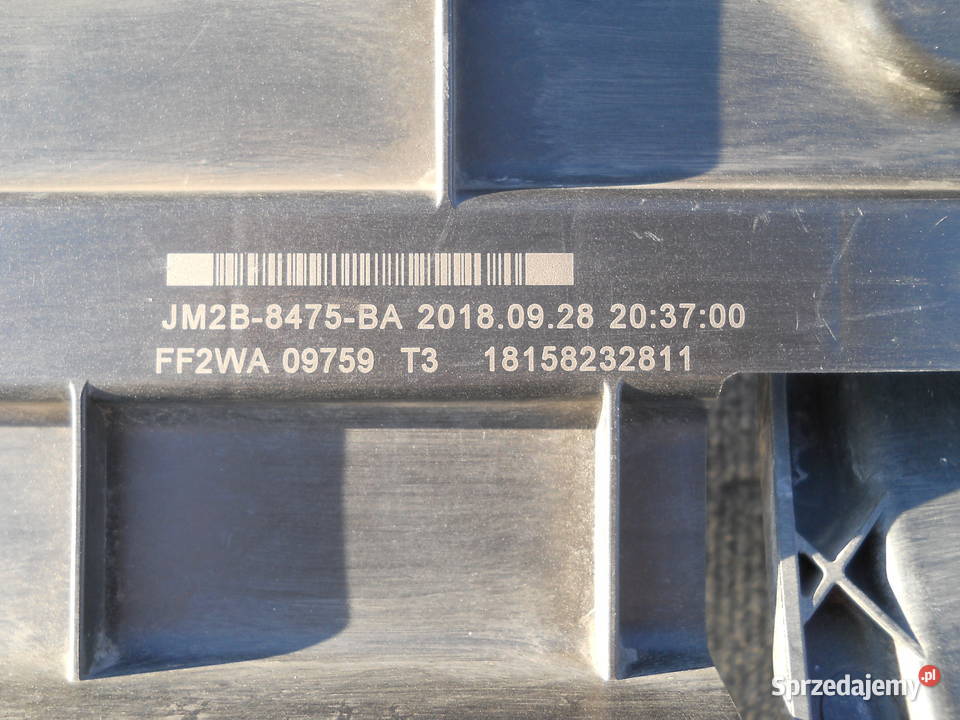 JM2B-8475-BA 2018.09.28 20:37:00
FF2WA 09759 T3 18158232811
Sprzedajemy.pl